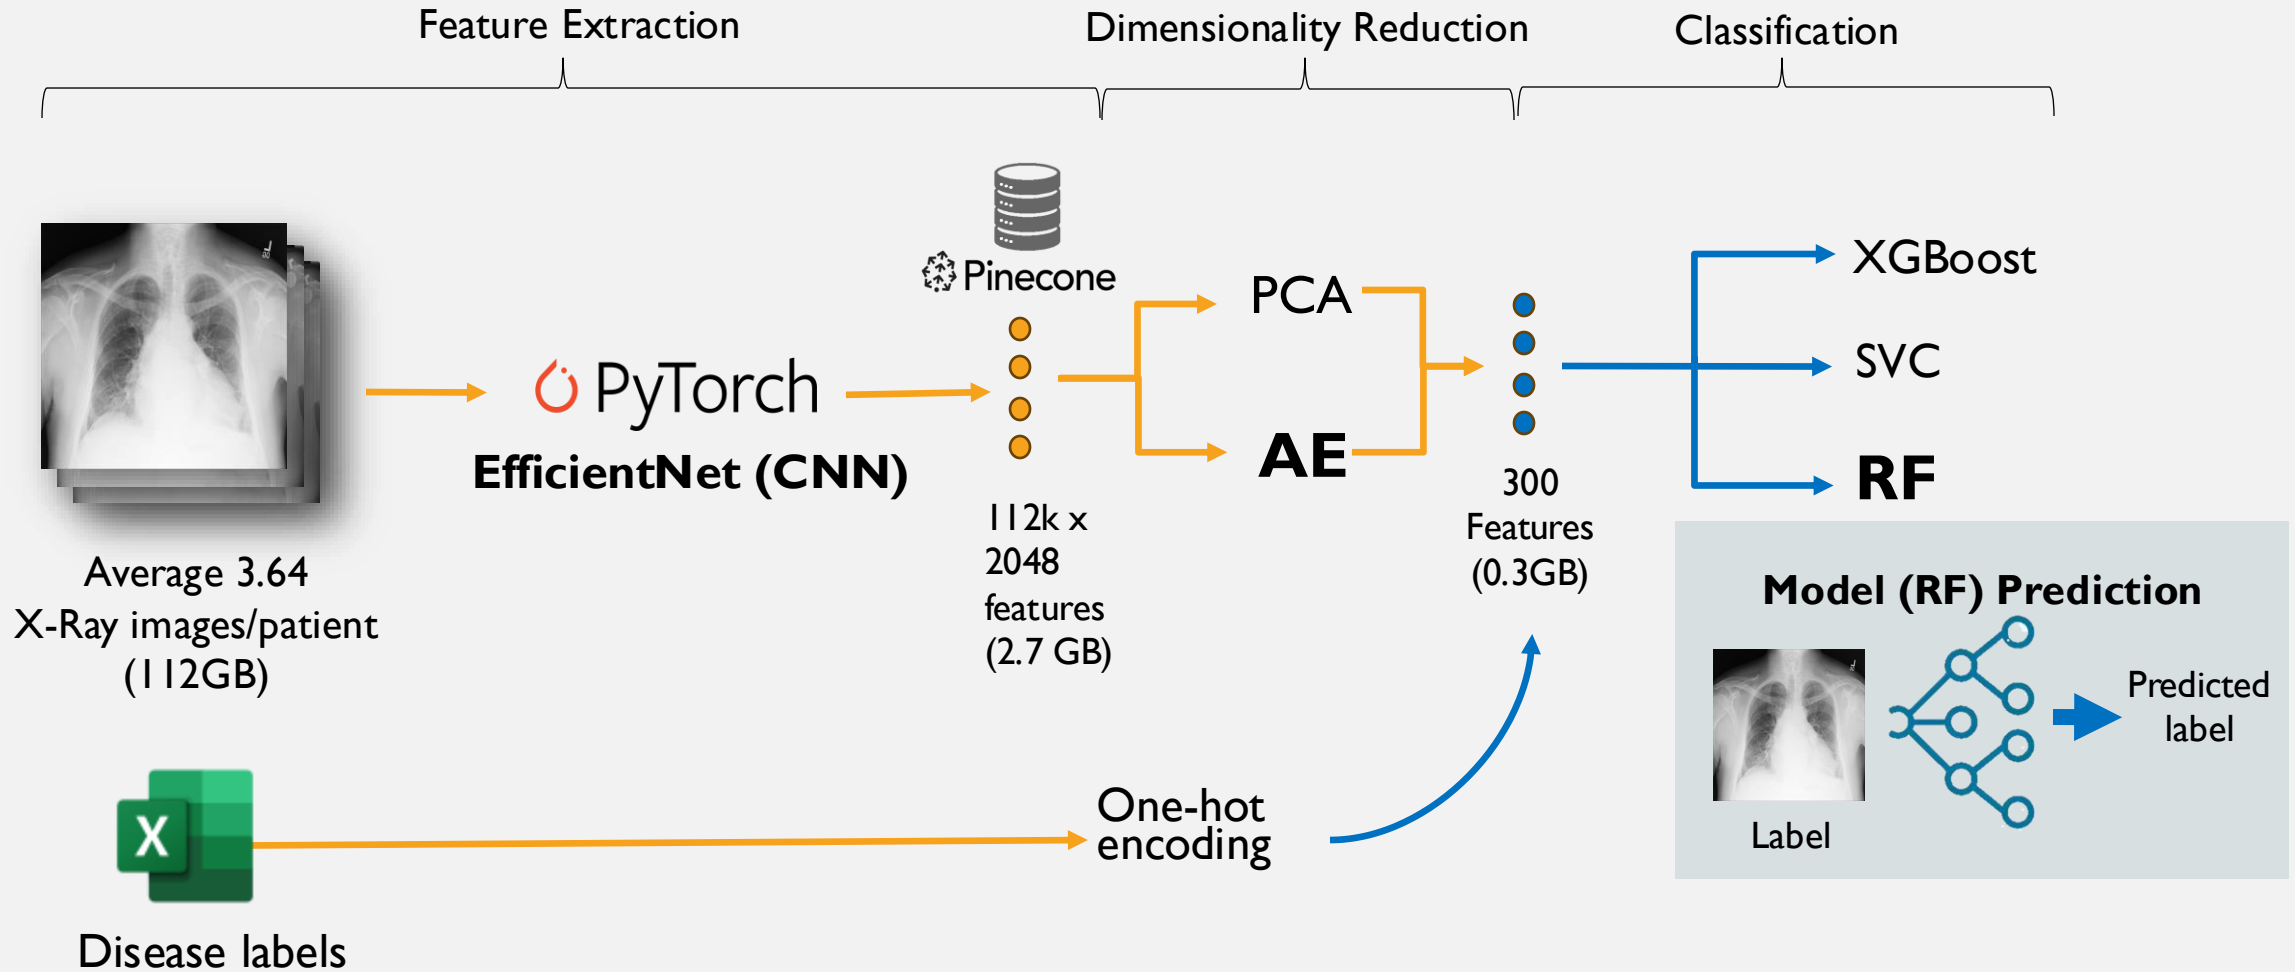 Feature Extraction
Dimensionality Reduction
Classification
Pinecone
PyTorch
EfficientNet (CNN)
112k x
2048
features
(2.7 GB)
PCA
AE
300
Features
(0.3GB)
XGBoost
SVC
RF
Average 3.64
X-Ray images/patient
(112GB)
Model (RF) Prediction
Label
Predicted
label
X
Disease labels
One-hot
encoding